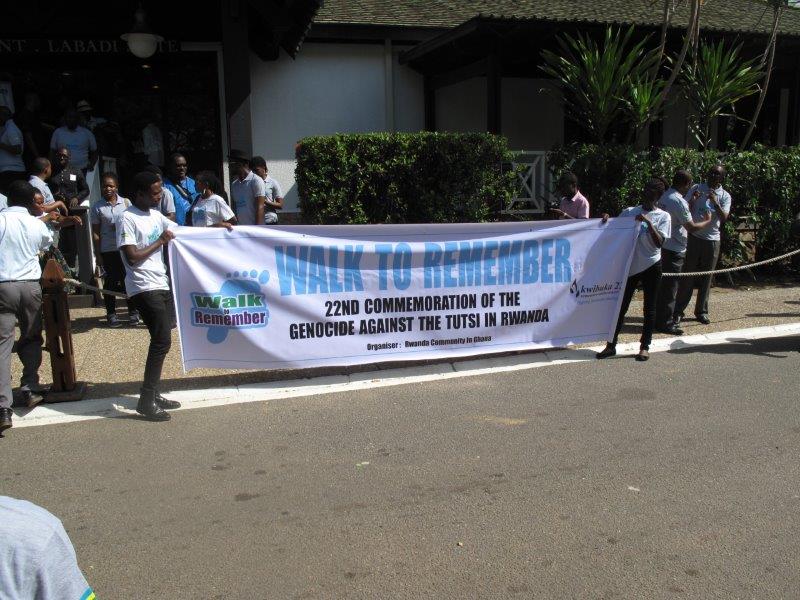 LABADI
WALK TO REMEMBER
22ND COMMEMORATION OF THE
GENOCIDE AGAINST THE TUTSI IN RWANDA
Organiser : Rwanda Community In Ghana
Walk
to
Remember
kwibuka 22